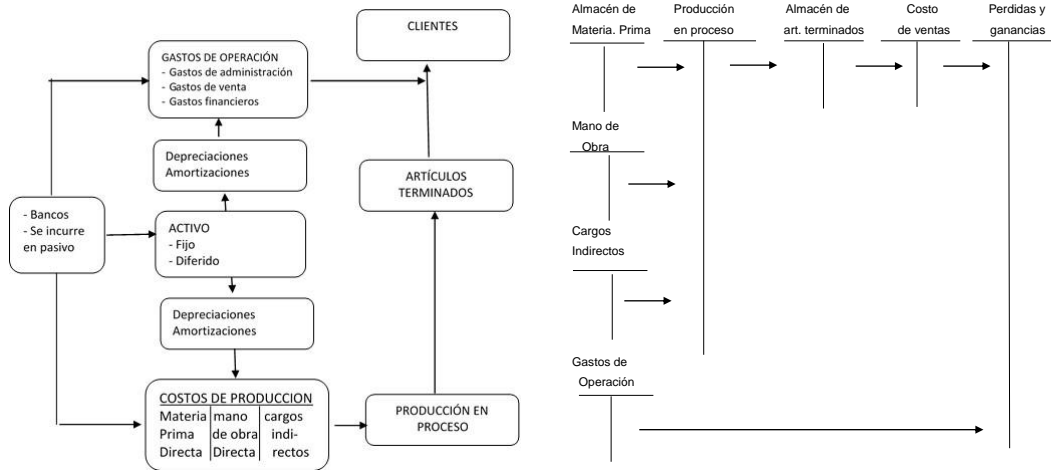 CLIENTES
GASTOS DE OPERACIÓN
- Gastos de administración
- Gastos de venta
- Gastos financieros
Depreciaciones
Amortizaciones
ARTÍCULOS
TERMINADOS
- Bancos
- Se incurre
en pasivo
ACTIVO
- Fijo
- Diferido
Depreciaciones
Amortizaciones
COSTOS DE PRODUCCION
Materia mano cargos
Prima de obra indi-
Directa Directa rectos
PRODUCCIÓN EN
PROCESO
Almacén de
Materia. Prima
Producción
en proceso
Almacén de
art. terminados
Costo
de ventas
Perdidas y
ganancias
Mano de
Obra
Cargos
Indirectos
Gastos de
Operación